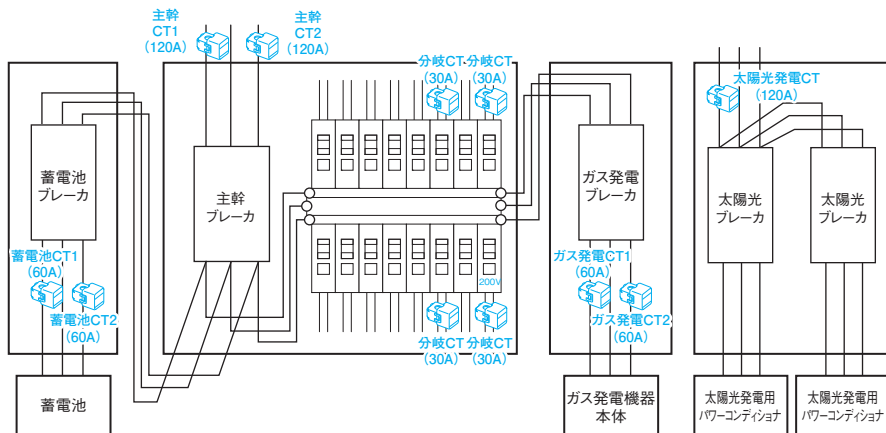 主幹
CT1
(120A)
主幹
CT2
(120A)
分岐CT
(30A)
分岐CT
(30A)
太陽光発電CT
(120A)
蓄電池
ブレーカ
主幹
ブレーカ
ガス発電
ブレーカ
太陽光
ブレーカ
太陽光
ブレーカ
蓄電池CT1
(60A)
蓄電池CT2
(60A)
200V
分岐CT
(30A)
分岐CT
(30A)
ガス発電CT1
(60A)
ガス発電CT2
(60A)
蓄電池
ガス発電機器
本体
太陽光発電用
パワーコンディショナ
太陽光発電用
パワーコンディショナ